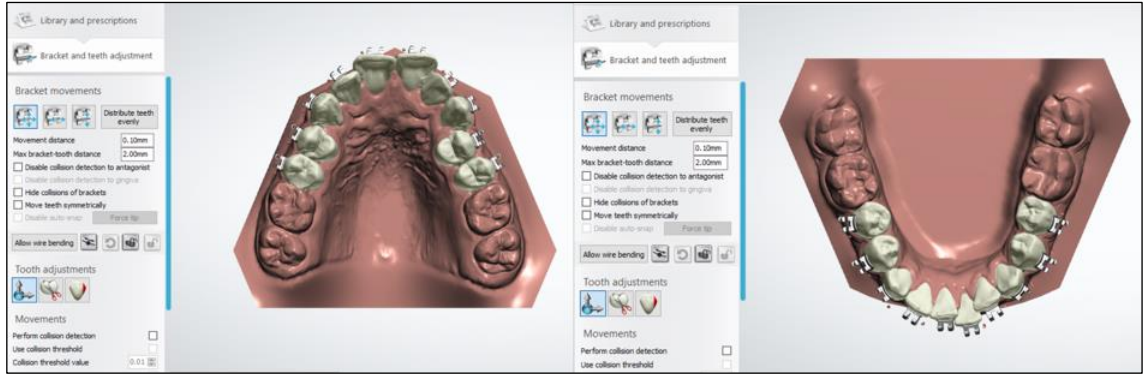 Library and prescriptions
Bracket and teeth adjustment
Bracket movements
Distribute teeth evenly
Movement distance 0.10mm
Max bracket-tooth distance 2.00mm
Disable collision detection to antagonist
Disable collision detection to gingiva
Hide collisions of brackets
Move teeth symmetrically
Disable auto-snap Force tip
Allow wire bending
Tooth adjustments
Movements
Perform collision detection
Use collision threshold
Collision threshold value 0.01
Library and prescriptions
Bracket and teeth adjustment
Bracket movements
Distribute teeth evenly
Movement distance 0.10mm
Max bracket-tooth distance 2.00mm
Disable collision detection to antagonist
Disable collision detection to gingiva
Hide collisions of brackets
Move teeth symmetrically
Disable auto-snap Force tip
Allow wire bending
Tooth adjustments
Movements
Perform collision detection
Use collision threshold